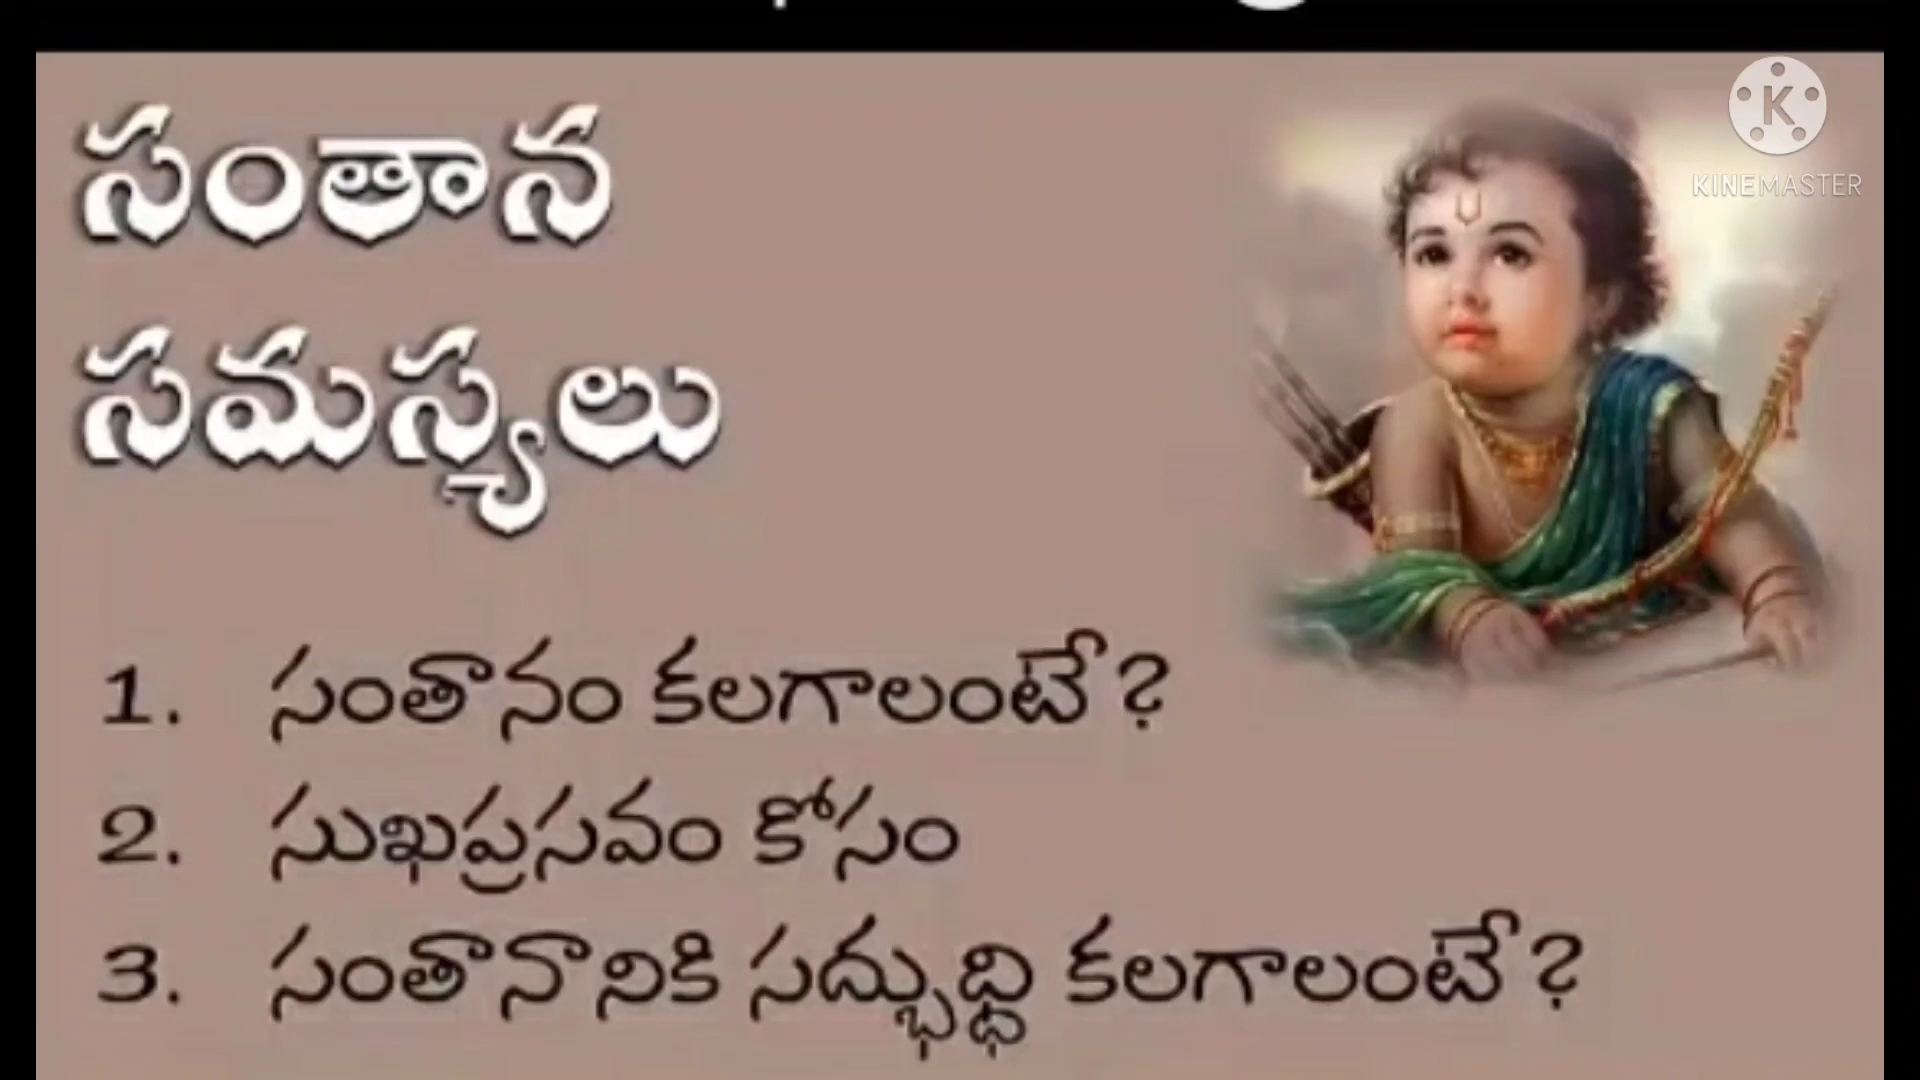 సంతాన
సమస్యలు
K
KINEMASTER
1. సంతానం కలగాలంటే?
2. సుఖప్రసవం కోసం
3. సంతానానికి సద్భుద్ధి కలగాలంటే?